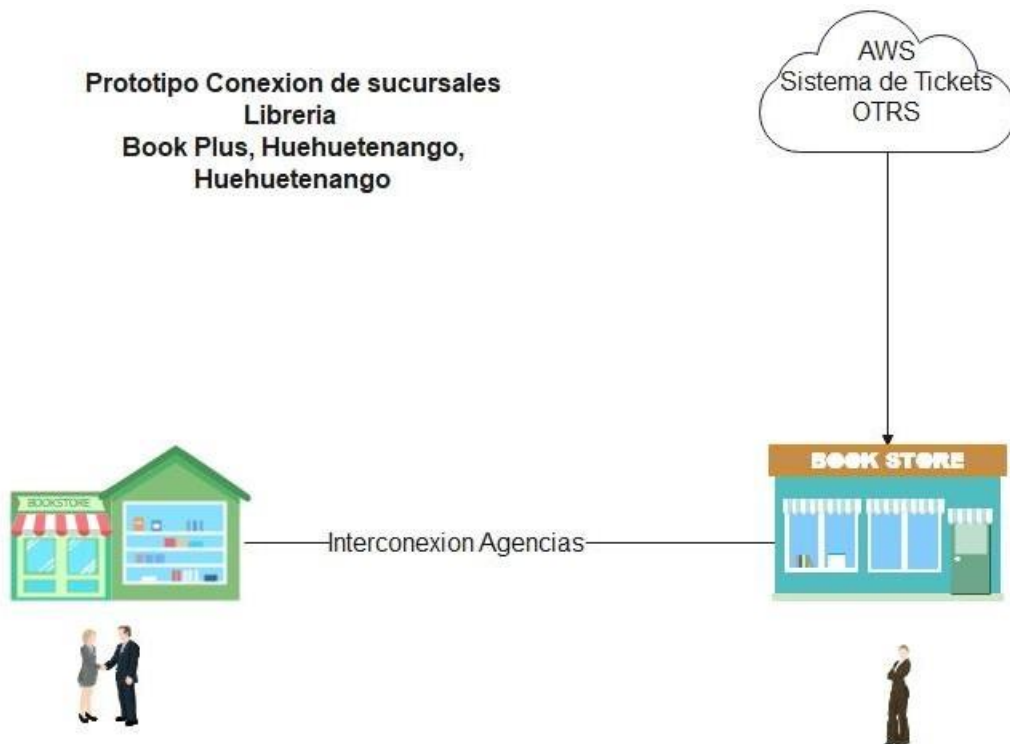 Prototipo Conexion de sucursales
Libreria
Book Plus, Huehuetenango,
Huehuetenango
AWS
Sistema de Tickets
OTRS
BOOKSTORE
BOOK STORE
Interconexion Agencias